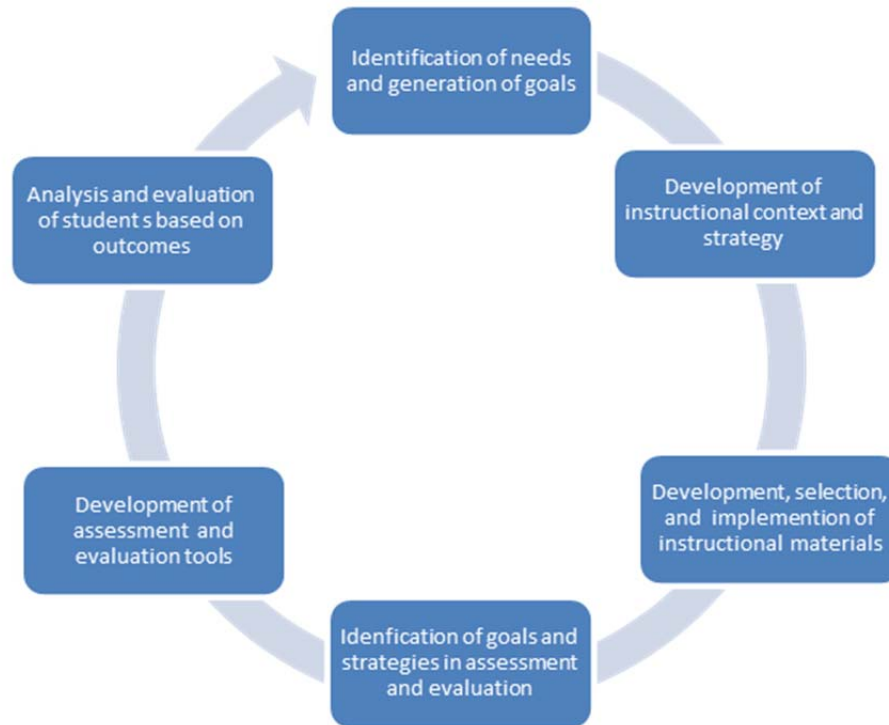 Identification of needs
and generation of goals
Development of
instructional context and
strategy
Development, selection,
and implemention of
instructional materials
Idenfication of goals and
strategies in assessment
and evaluation
Development of
assessment and
evaluation tools
Analysis and evaluation
of students based on
outcomes